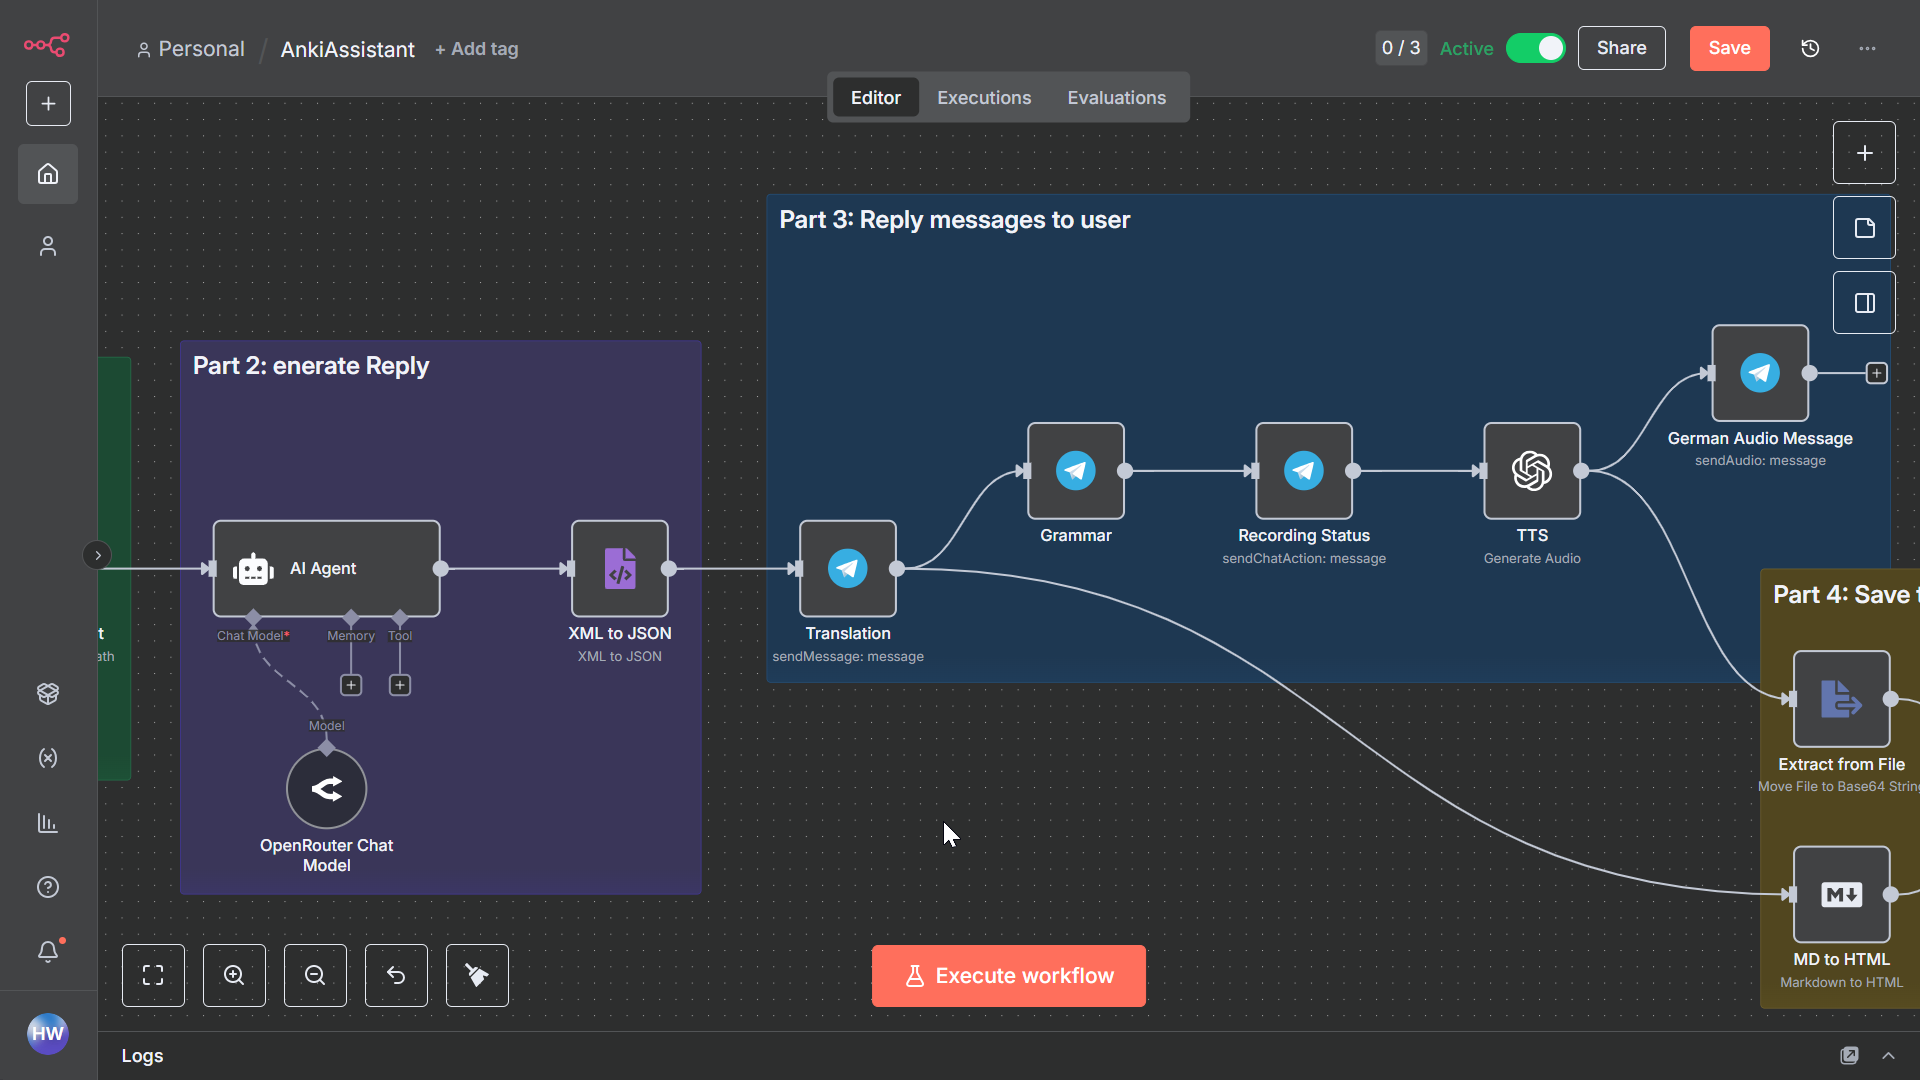 Personal / AnkiAssistant + Add tag
0 / 3 Active Share Save
Editor Executions Evaluations
Part 3: Reply messages to user
Part 2: enerate Reply
German Audio Message
sendAudio: message
Grammar
Recording Status
sendChatAction: message
TTS
Generate Audio
AI Agent
Chat Model*
Memory
Tool
Model
OpenRouter Chat
Model
XML to JSON
XML to JSON
Translation
sendMessage: message
t
ath
Part 4: Save t
Extract from File
Move File to Base64 String
M
MD to HTML
Markdown to HTML
Execute workflow
HW
Logs